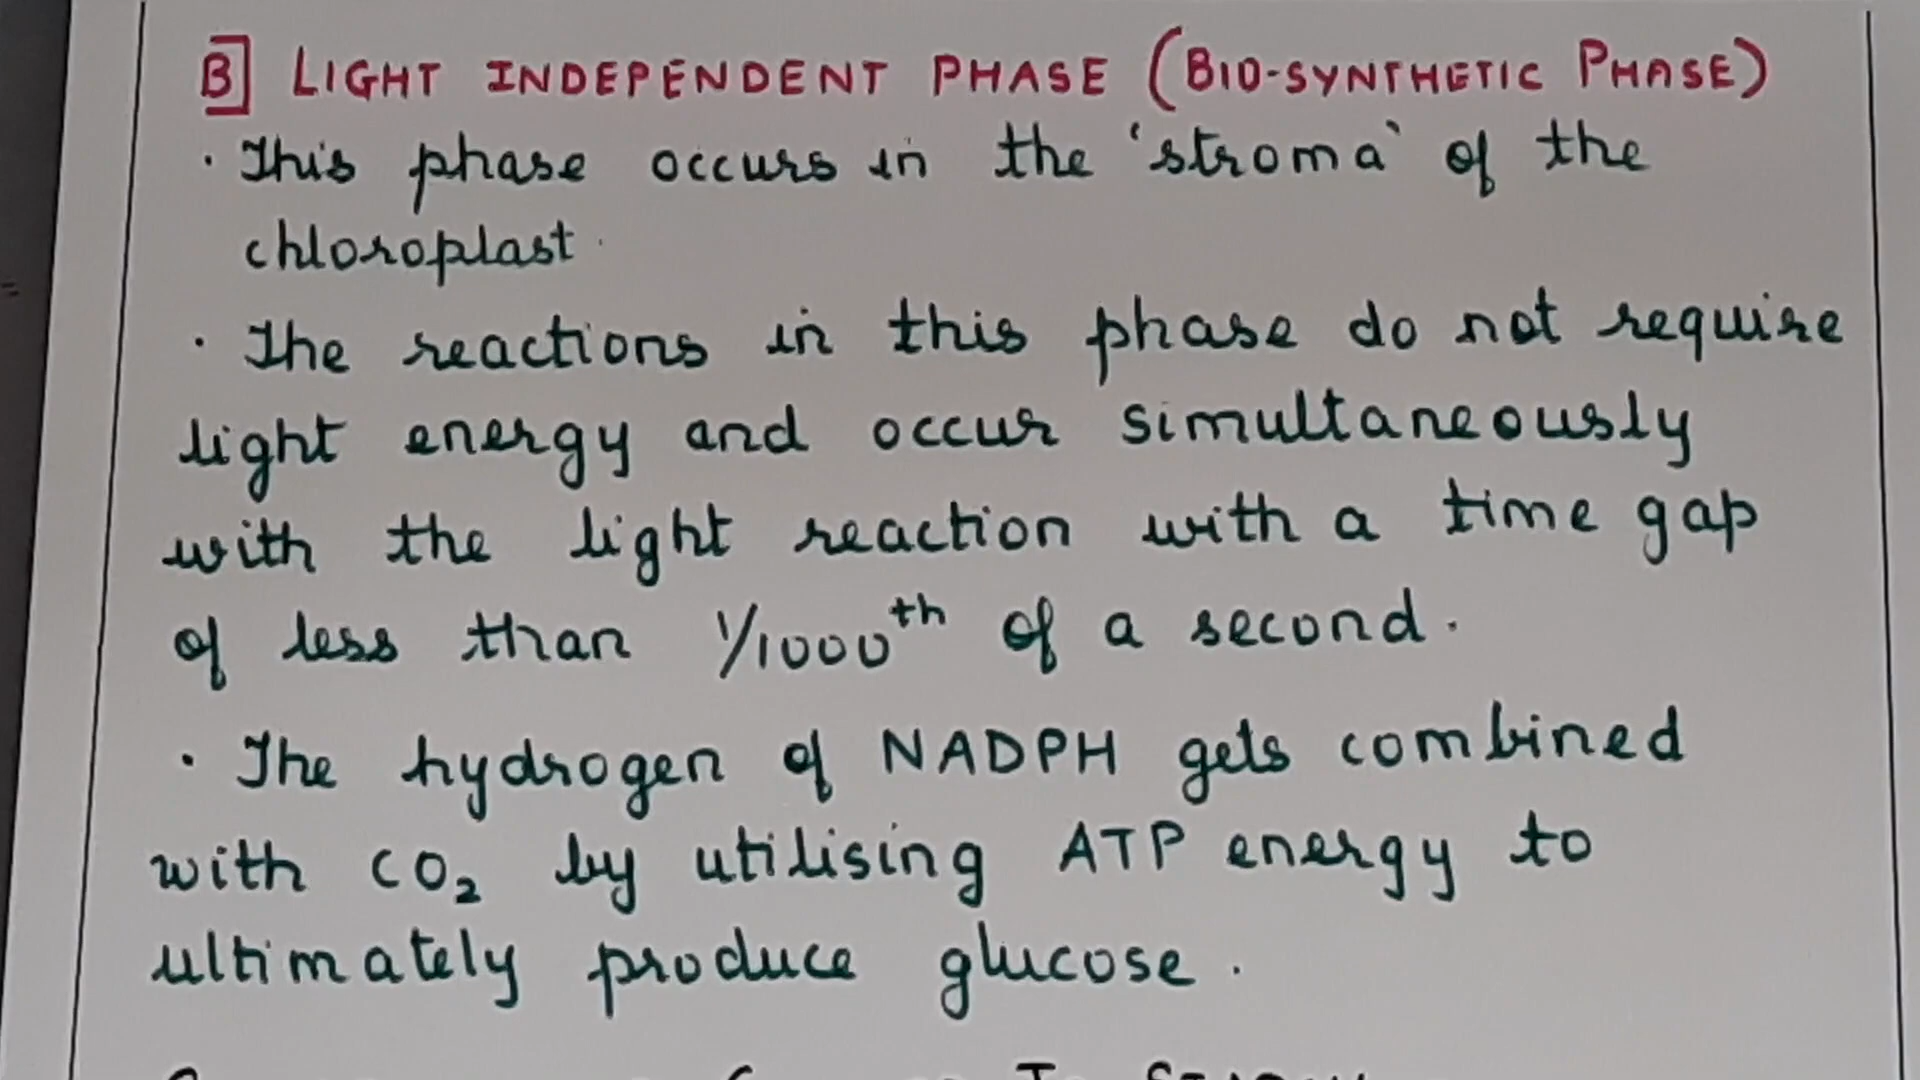 B] LIGHT INDEPENDENT PHASE (BIO-SYNTHETIC PHASE)
· This phase occurs in the 'stroma' of the
chloroplast.
· The reactions in this phase do not require
light energy and occur simultaneously
with the light reaction with a time gap
of less than 1/1000th of a second.
· The hydrogen of NADPH gets combined
with CO₂ by utilising ATP energy to
ultimately produce glucose.